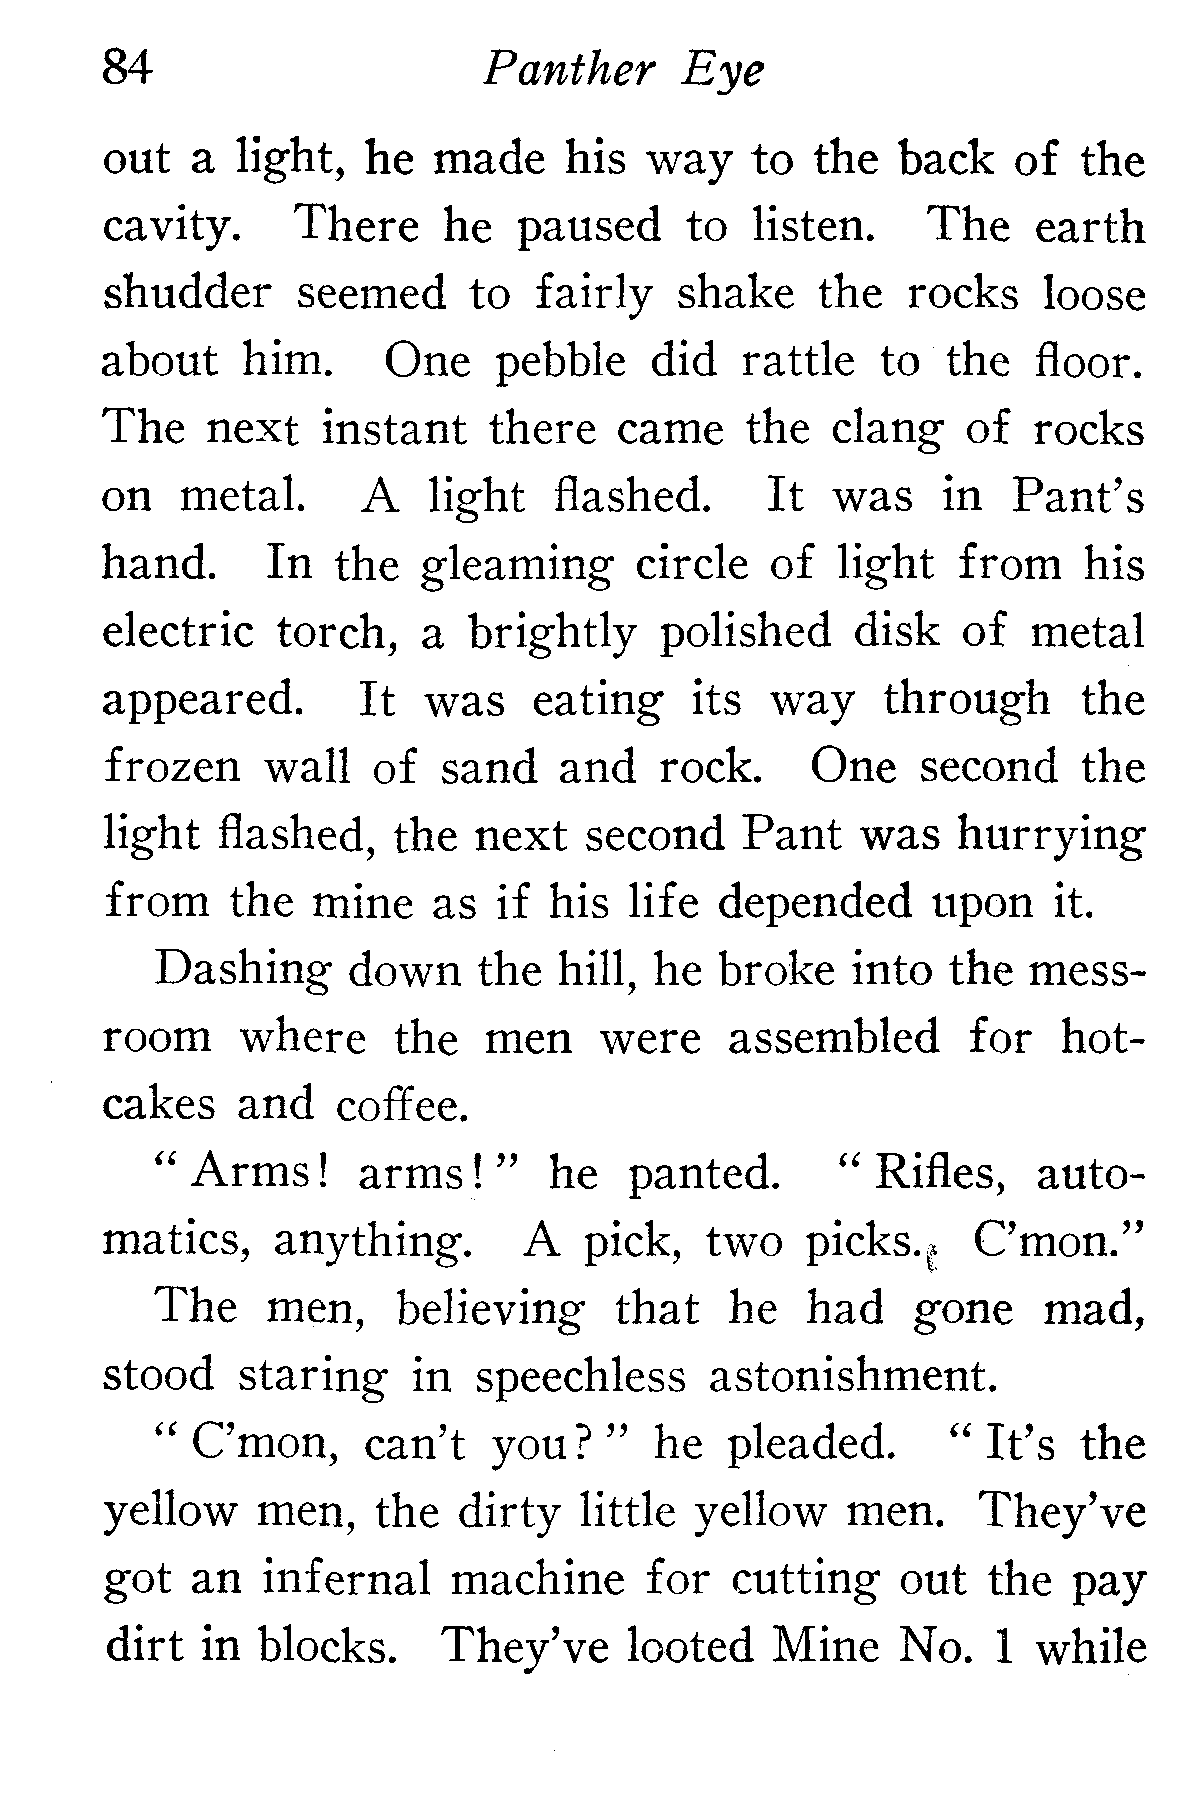 84 Panther Eye
out a light, he made his way to the back of the
cavity. There he paused to listen. The earth
shudder seemed to fairly shake the rocks loose
about him. One pebble did rattle to the floor.
The next instant there came the clang of rocks
on metal. A light flashed. It was in Pant's
hand. In the gleaming circle of light from his
electric torch, a brightly polished disk of metal
appeared. It was eating its way through the
frozen wall of sand and rock. One second the
light flashed, the next second Pant was hurrying
from the mine as if his life depended upon it.
Dashing down the hill, he broke into the mess-
room where the men were assembled for hot-
cakes and coffee.
" Arms! arms! " he panted. " Rifles, auto-
matics, anything. A pick, two picks. C'mon."
The men, believing that he had gone mad,
stood staring in speechless astonishment.
" C'mon, can't you? " he pleaded. " It's the
yellow men, the dirty little yellow men. They've
got an infernal machine for cutting out the pay
dirt in blocks. They've looted Mine No. 1 while